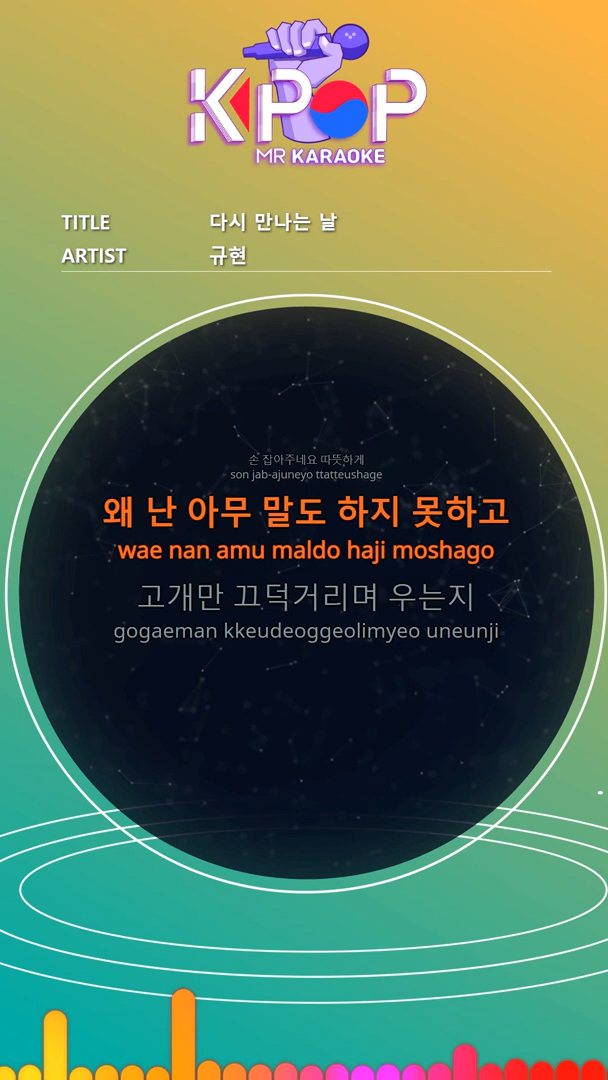 KPOP
MR KARAOKE
TITLE 다시 만나는 날
ARTIST 규현
손 잡아주네요 따뜻하게
son jab-ajuneyo ttatteushage
왜 난 아무 말도 하지 못하고
wae nan amu maldo haji moshago
고개만 끄덕거리며 우는지
gogaeman kkeudeoggeolimyeo uneunji